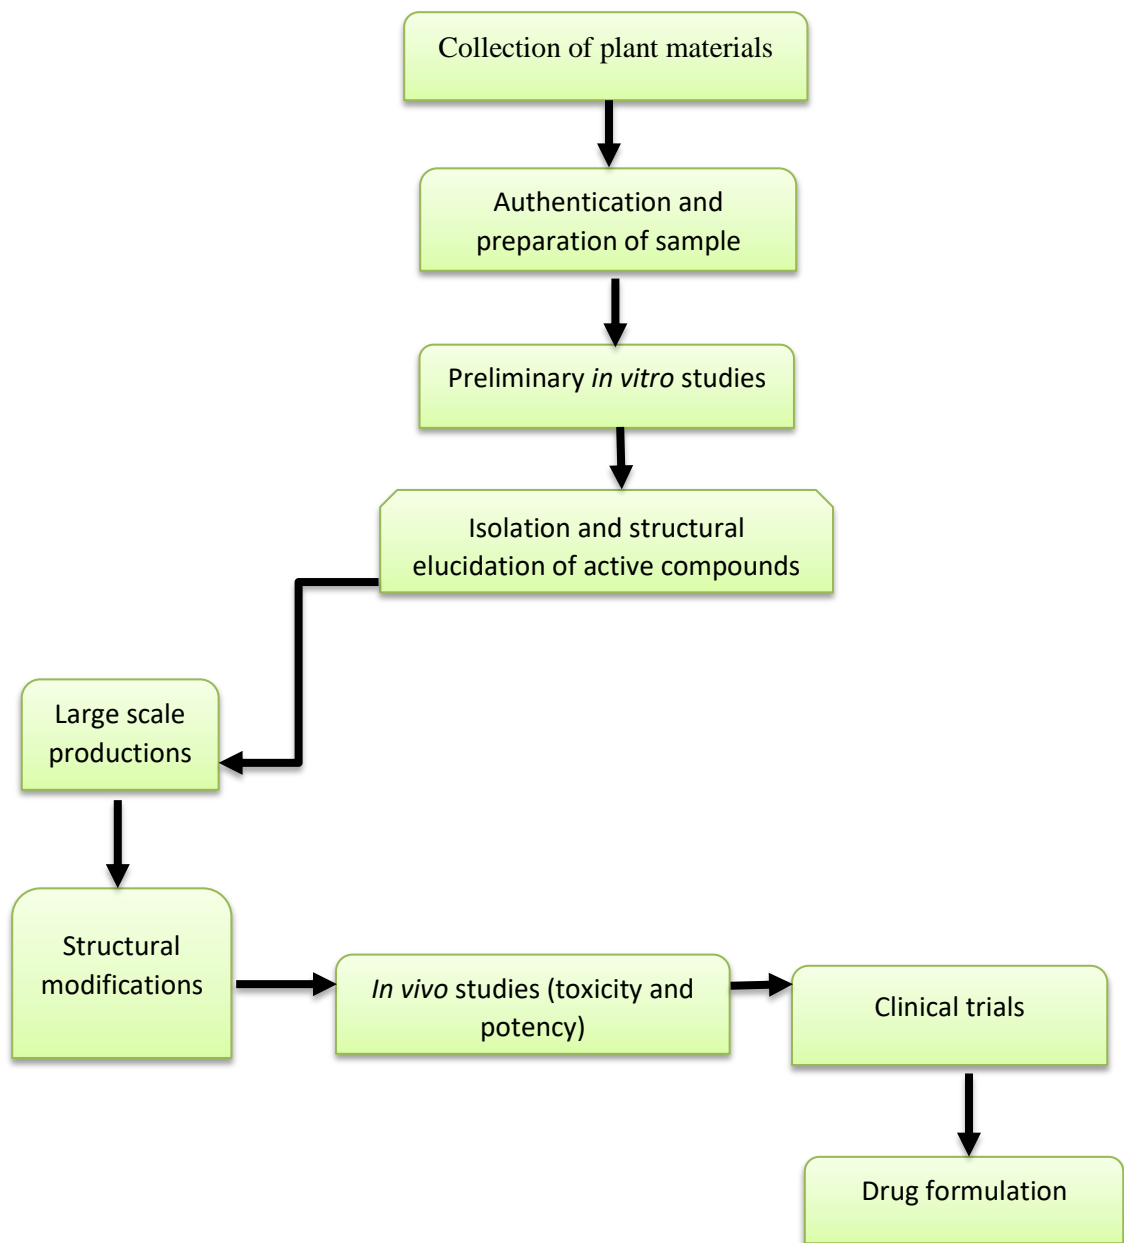 Collection of plant materials
Authentication and
preparation of sample
Preliminary in vitro studies
Isolation and structural
elucidation of active compounds
Large scale
productions
Structural
modifications
In vivo studies (toxicity and
potency)
Clinical trials
Drug formulation